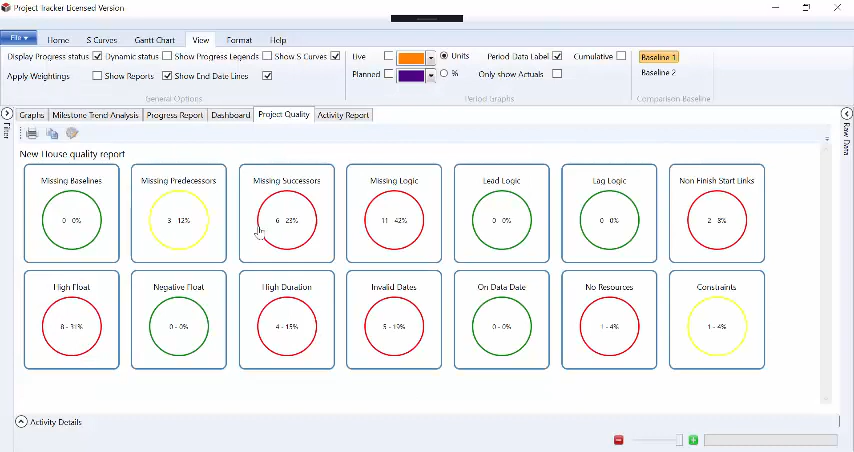 Project Tracker Licensed Version
File Home S Curves Gantt Chart View Format Help
Display Progress status Dynamic status Show Progress Legends Show S Curves Live Units Period Data Label Cumulative Baseline 1
Apply Weightings Show Reports Show End Date Lines Planned % Only show Actuals Baseline 2
General Options Period Graphs Comparison Baseline
Graphs Milestone Trend Analysis Progress Report Dashboard Project Quality Activity Report
Filter
Raw Data
New House quality report
Missing Baselines Missing Predecessors Missing Successors Missing Logic Lead Logic Lag Logic Non Finish Start Links
0 - 0% 3 - 12% 6 - 23% 11 - 42% 0 - 0% 0 - 0% 2 - 8%
High Float Negative Float High Duration Invalid Dates On Data Date No Resources Constraints
8 - 31% 0 - 0% 4 - 15% 5 - 19% 0 - 0% 1 - 4% 1 - 4%
Activity Details